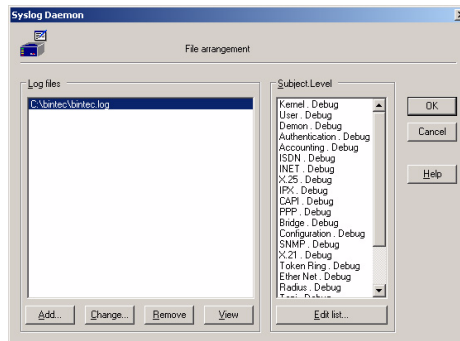 Syslog Daemon
File arrangement
Log files
C:\bintec\bintec.log
Add...
Change...
Remove
View
Subject.Level
Kernel . Debug
User . Debug
Demon . Debug
Authentication . Debug
Accounting . Debug
ISDN . Debug
INET . Debug
X.25 . Debug
IPX . Debug
CAPI . Debug
PPP . Debug
Bridge . Debug
Configuration . Debug
SNMP . Debug
X.21 . Debug
Token Ring . Debug
Ether Net . Debug
Radius . Debug
Edit list...
OK
Cancel
Help